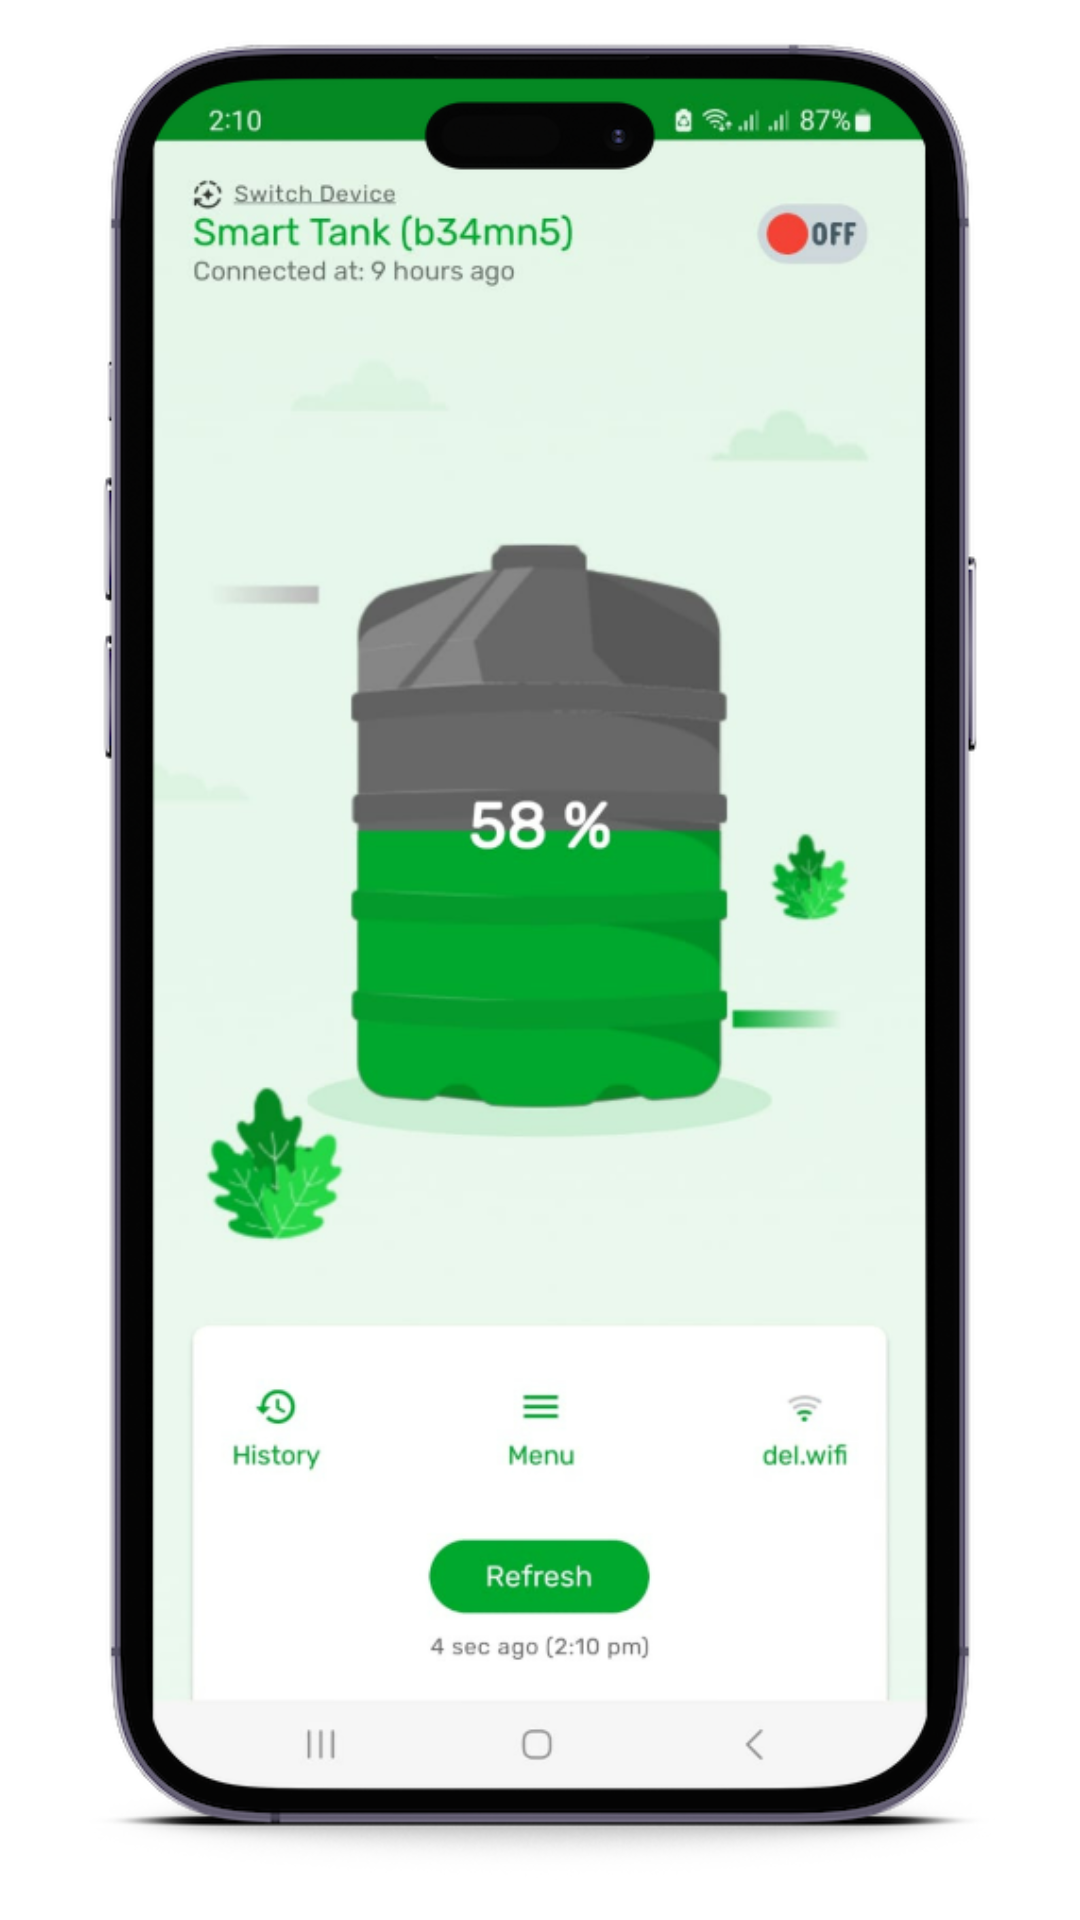 2:10
87%
Switch Device
Smart Tank (b34mn5)
OFF
Connected at: 9 hours ago
58 %
History
Menu
del.wifi
Refresh
4 sec ago (2:10 pm)